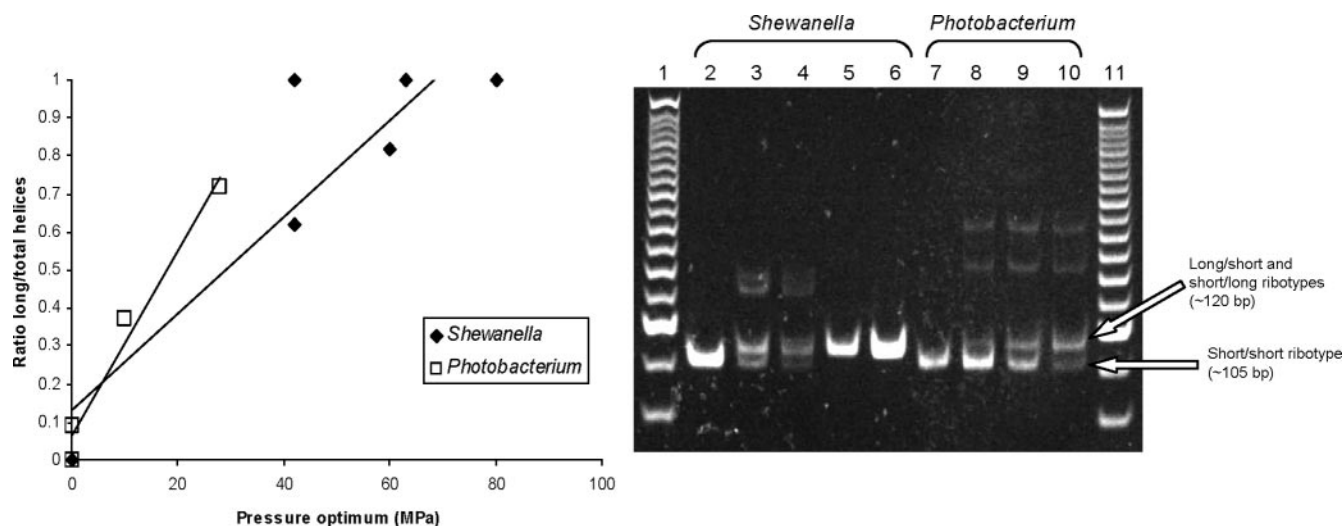 Ratio long/total helices
1
0.9
0.8
0.7
0.6
0.5
0.4
0.3
0.2
0.1
0
0 20 40 60 80 100
Pressure optimum (MPa)
Shewanella
Photobacterium
Shewanella Photobacterium
1 2 3 4 5 6 7 8 9 10 11
Long/short and
short/long ribotypes
(~120 bp)
Short/short ribotype
(~105 bp)